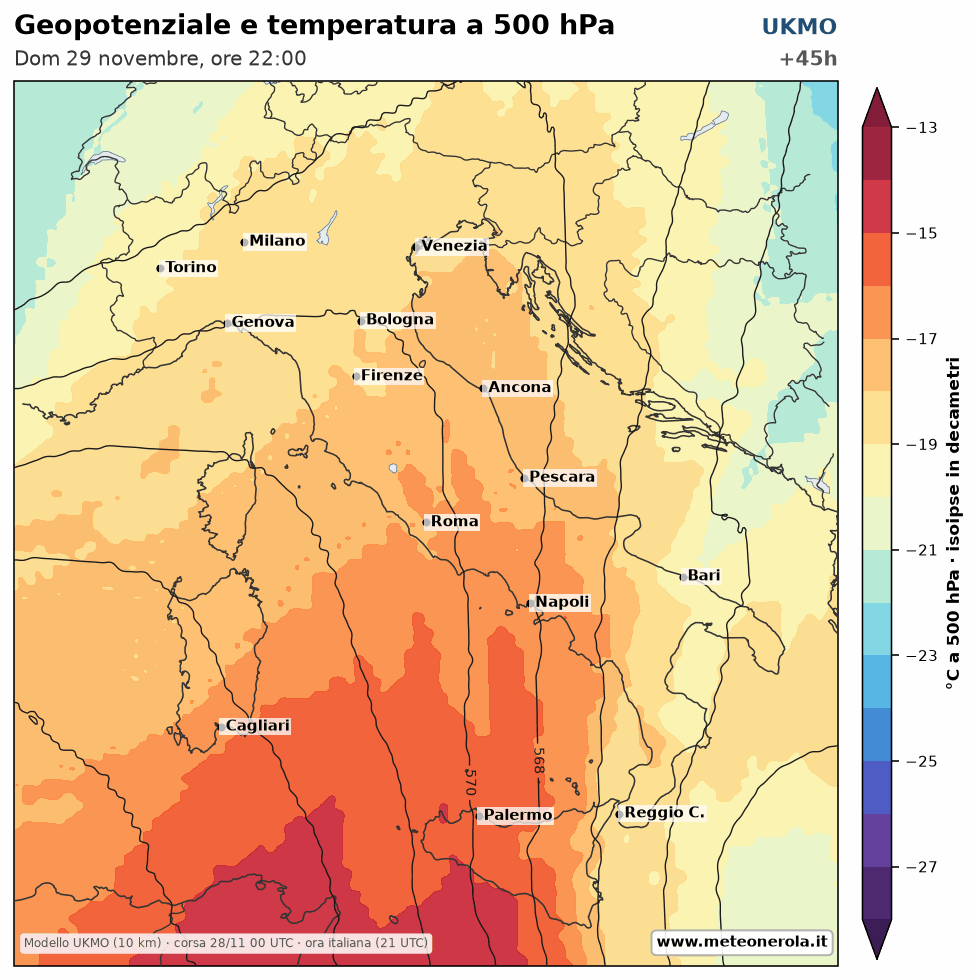 Geopotenziale e temperatura a 500 hPa
UKMO
Dom 29 novembre, ore 22:00
+45h
Milano
Venezia
Torino
Genova
Bologna
Firenze
Ancona
Pescara
Roma
Bari
Napoli
Cagliari
570
568
Palermo
Reggio C.
−13
−15
−17
−19
−21
−23
−25
−27
°C a 500 hPa · isoipse in decametri
Modello UKMO (10 km) · corsa 28/11 00 UTC · ora italiana (21 UTC)
www.meteonerola.it